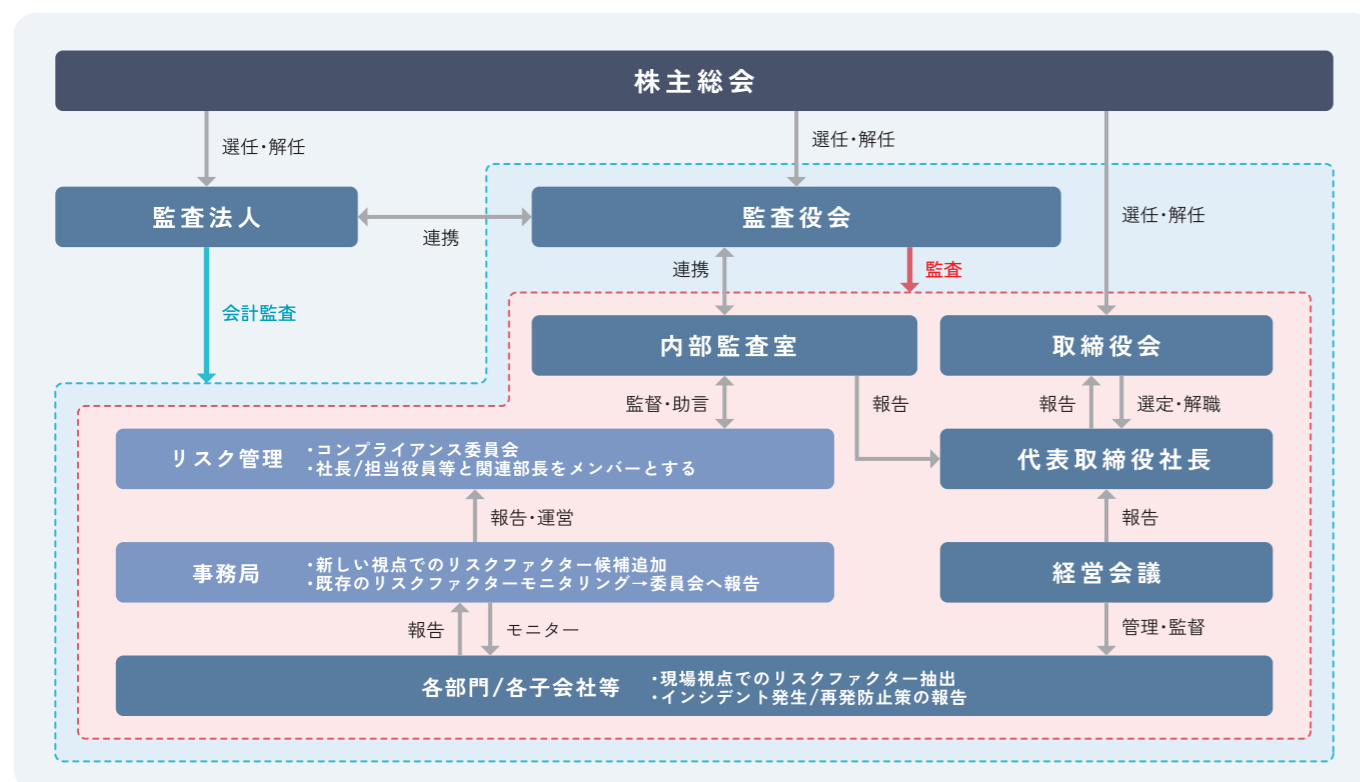 株主総会
選任・解任
選任・解任
選任・解任
監査法人
監査役会
連携
連携
監査
会計監査
内部監査室
取締役会
監督・助言
報告
報告
選定・解職
リスク管理
・コンプライアンス委員会
・社長/担当役員等と関連部長をメンバーとする
代表取締役社長
報告・運営
報告
事務局
・新しい視点でのリスクファクター候補追加
・既存のリスクファクターモニタリング→委員会へ報告
経営会議
報告
モニター
管理・監督
各部門/各子会社等
・現場視点でのリスクファクター抽出
・インシデント発生/再発防止策の報告